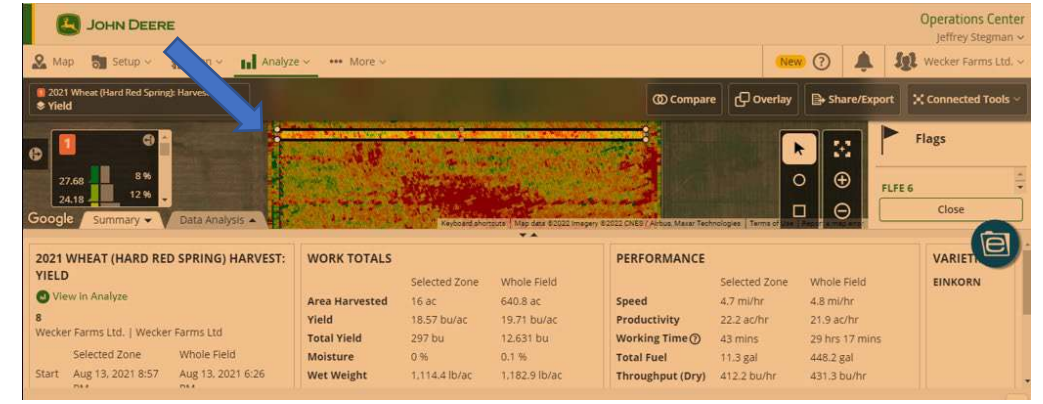 JOHN DEERE
Operations Center
Jeffrey Stegman
Map
Setup
Analyze
More
New
?
Wecker Farms Ltd.
1 2021 Wheat (Hard Red Spring): Harvest
Yield
Compare
Overlay
Share/Export
Connected Tools
1
27.68 8 %
24.18 12 %
Flags
FLFE 6
Close
Google
Summary
Data Analysis
Keyboard shortcuts Map data ©2022 Imagery ©2022 CNES / Airbus, Maxar Technologies Terms of Use
2021 WHEAT (HARD RED SPRING) HARVEST: YIELD
View in Analyze
8
Wecker Farms Ltd. | Wecker Farms Ltd
Selected Zone Whole Field
Start Aug 13, 2021 8:57 PM Aug 13, 2021 6:26 PM
WORK TOTALS
Selected Zone Whole Field
Area Harvested 16 ac 640.8 ac
Yield 18.57 bu/ac 19.71 bu/ac
Total Yield 297 bu 12,631 bu
Moisture 0 % 0.1 %
Wet Weight 1,114.4 lb/ac 1,182.9 lb/ac
PERFORMANCE
Selected Zone Whole Field
Speed 4.7 mi/hr 4.8 mi/hr
Productivity 22.2 ac/hr 21.9 ac/hr
Working Time ? 43 mins 29 hrs 17 mins
Total Fuel 11.3 gal 448.2 gal
Throughput (Dry) 412.2 bu/hr 431.3 bu/hr
EINKORN